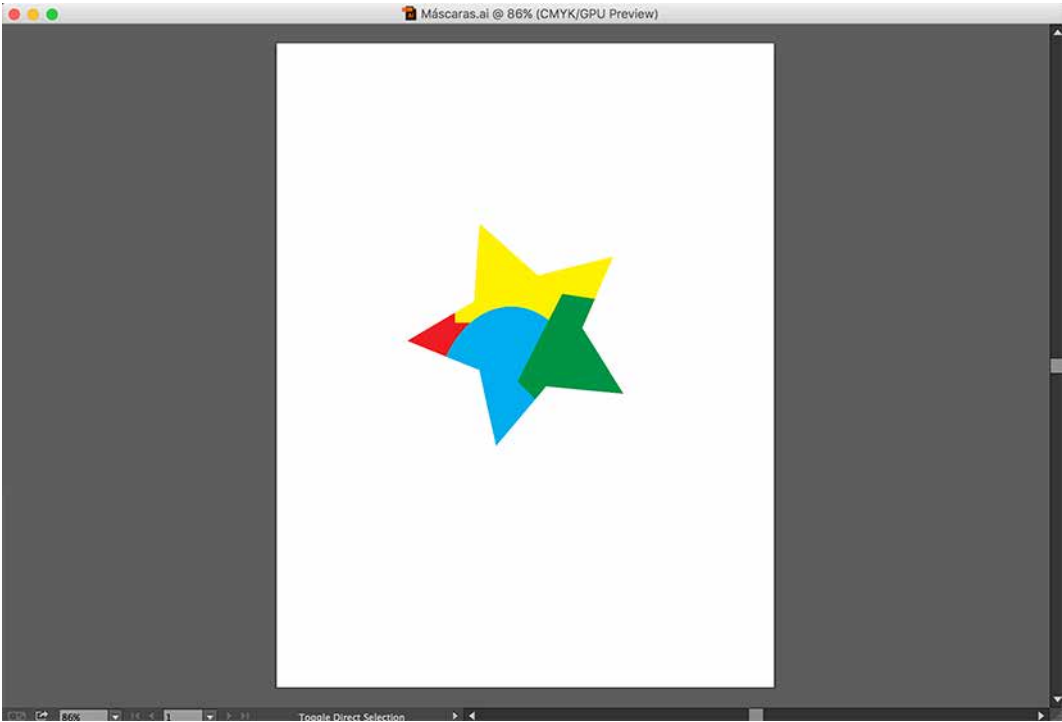 Máscaras.ai @ 86% (CMYK/GPU Preview)
86% 1 Toggle Direct Selection